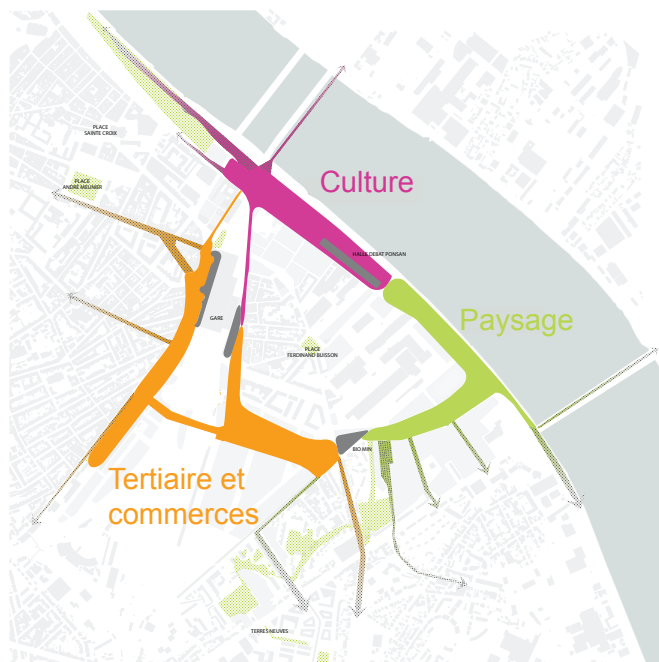 PLACE
SAINTE CROIX
PLACE
ANDRÉ MEUNIER
Culture
HALLE DEBAT PONSAN
GARE
Paysage
PLACE
FERDINAND BUISSON
BIO MIN
Tertiaire et
commerces
TERRES NEUVES